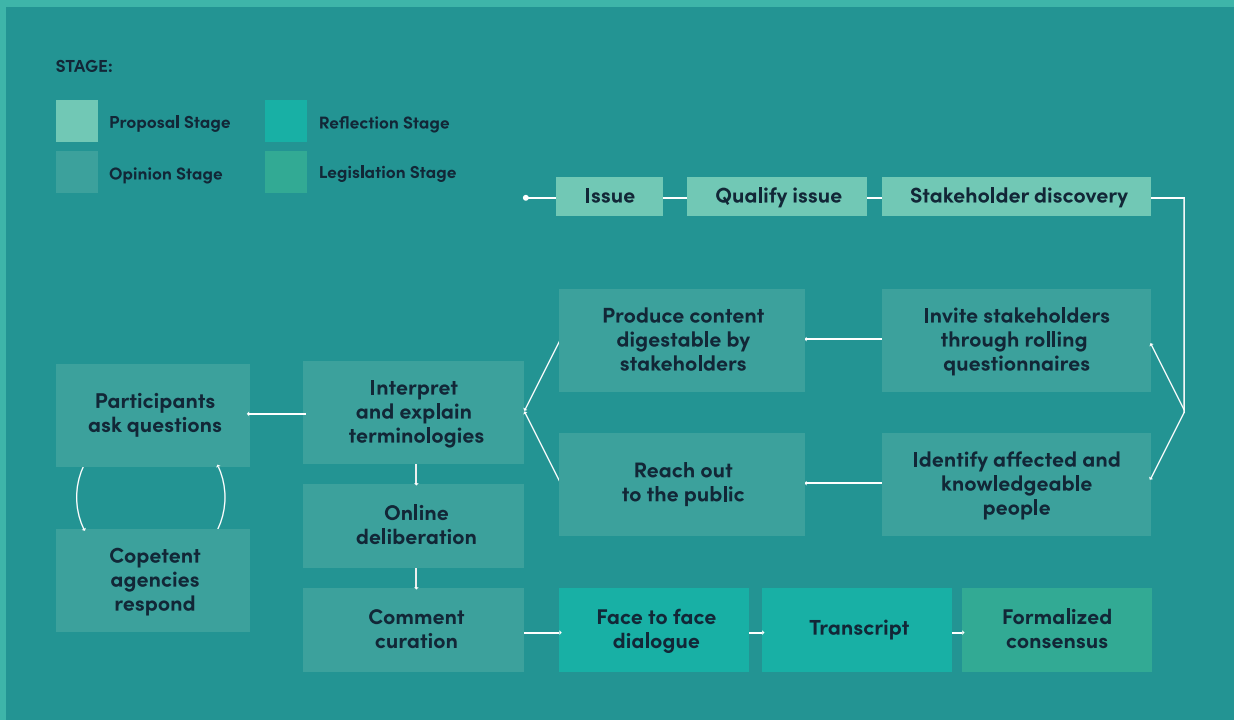 STAGE:
Proposal Stage
Reflection Stage
Opinion Stage
Legislation Stage
Issue
Qualify issue
Stakeholder discovery
Produce content
digestable by
stakeholders
Invite stakeholders
through rolling
questionnaires
Participants
ask questions
Interpret
and explain
terminologies
Reach out
to the public
Identify affected and
knowledgeable
people
Online
deliberation
Copetent
agencies
respond
Comment
curation
Face to face
dialogue
Transcript
Formalized
consensus